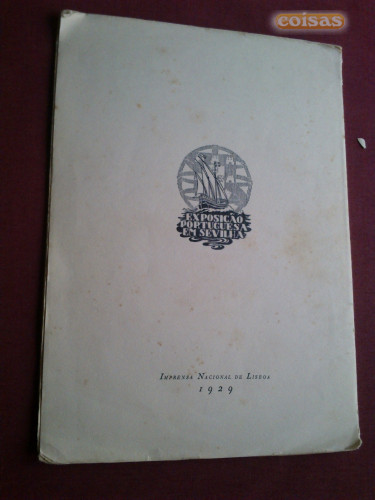 coisas
EXPOSIÇÃO
PORTUGUESA
EM SEVILHA
IMPRENSA NACIONAL DE LISBOA
1929